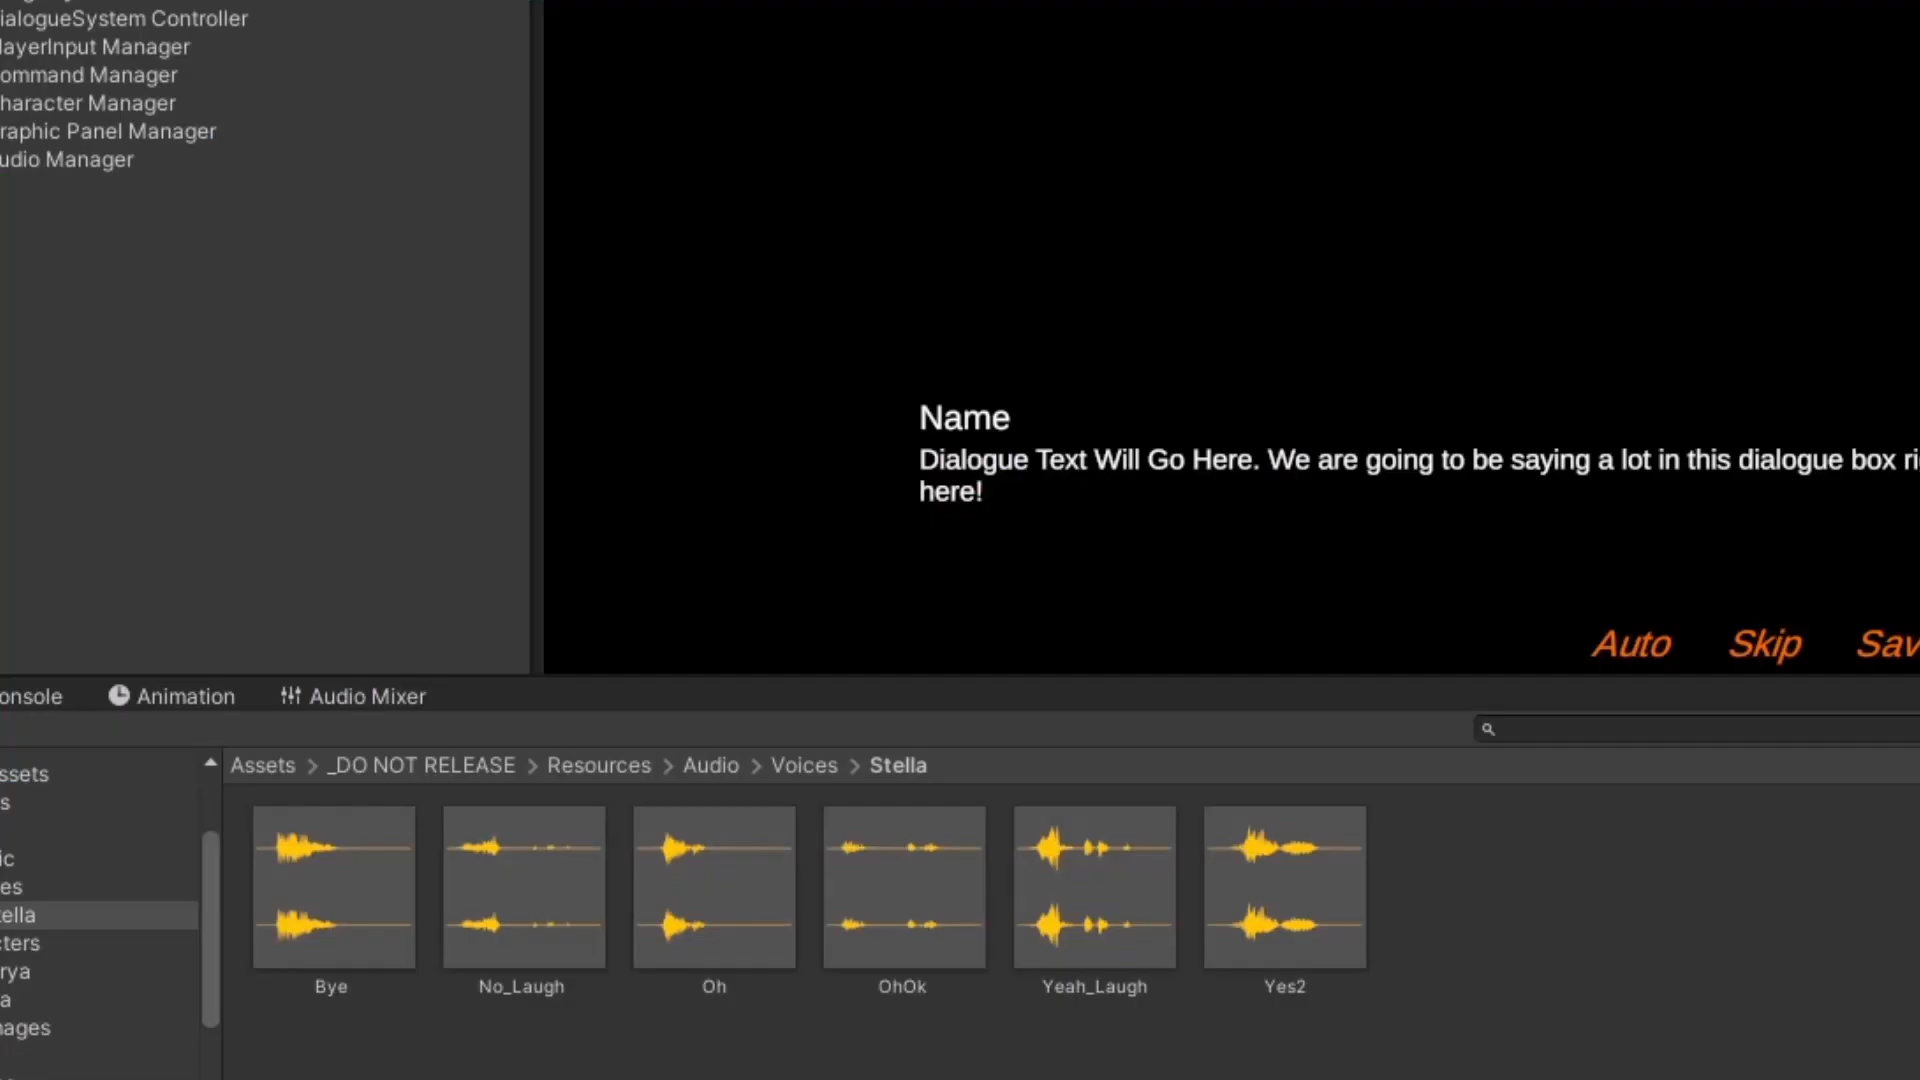 ialogueSystem Controller
layerInput Manager
ommand Manager
haracter Manager
raphic Panel Manager
udio Manager
Name
Dialogue Text Will Go Here. We are going to be saying a lot in this dialogue box ri
here!
Auto Skip Sav
onsole Animation Audio Mixer
Assets > _DO NOT RELEASE > Resources > Audio > Voices > Stella
ssets
s
ic
es
tella
cters
rya
a
nages
Bye No_Laugh Oh OhOk Yeah_Laugh Yes2